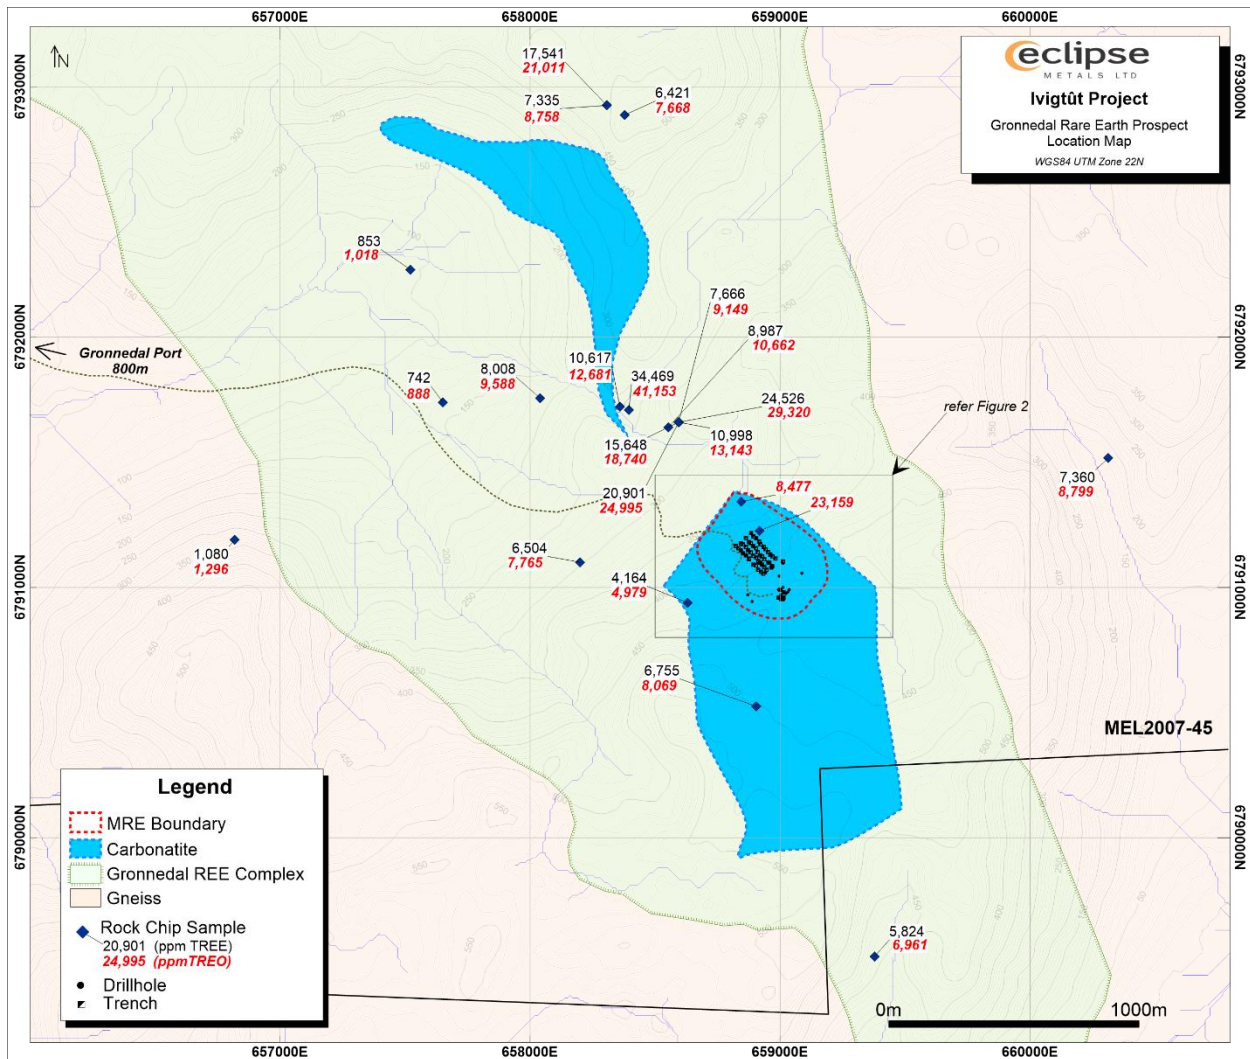 657000E
658000E
659000E
660000E
6793000N
6792000N
6791000N
6790000N
6793000N
6792000N
6791000N
6790000N
N
eclipse
METALS LTD
Ivigtût Project
Gronnedal Rare Earth Prospect
Location Map
WGS84 UTM Zone 22N
17,541
21,011
7,335
8,758
6,421
7,668
853
1,018
7,666
9,149
8,987
10,662
Gronnedal Port
800m
10,617
12,681
34,469
41,153
742
888
8,008
9,588
24,526
29,320
refer Figure 2
15,648
18,740
10,998
13,143
7,360
8,799
20,901
24,995
8,477
23,159
1,080
1,296
6,504
7,765
4,164
4,979
6,755
8,069
MEL2007-45
Legend
MRE Boundary
Carbonatite
Gronnedal REE Complex
Gneiss
Rock Chip Sample
20,901 (ppm TREE)
24,995 (ppmTREO)
Drillhole
Trench
5,824
6,961
0m
1000m
657000E
658000E
659000E
660000E